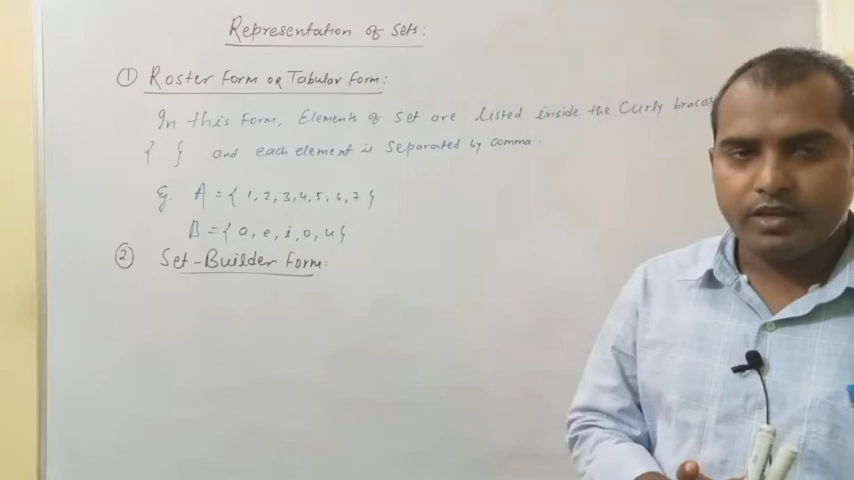 Representation of sets:
① Roster Form or Tabular Form:
In this Form, Elements of Set are listed inside the Curly braces
{ } and each element is separated by comma.
Eg. A = { 1, 2, 3, 4, 5, 6, 7 }
B = { a, e, i, o, u }
② Set-Builder Form: